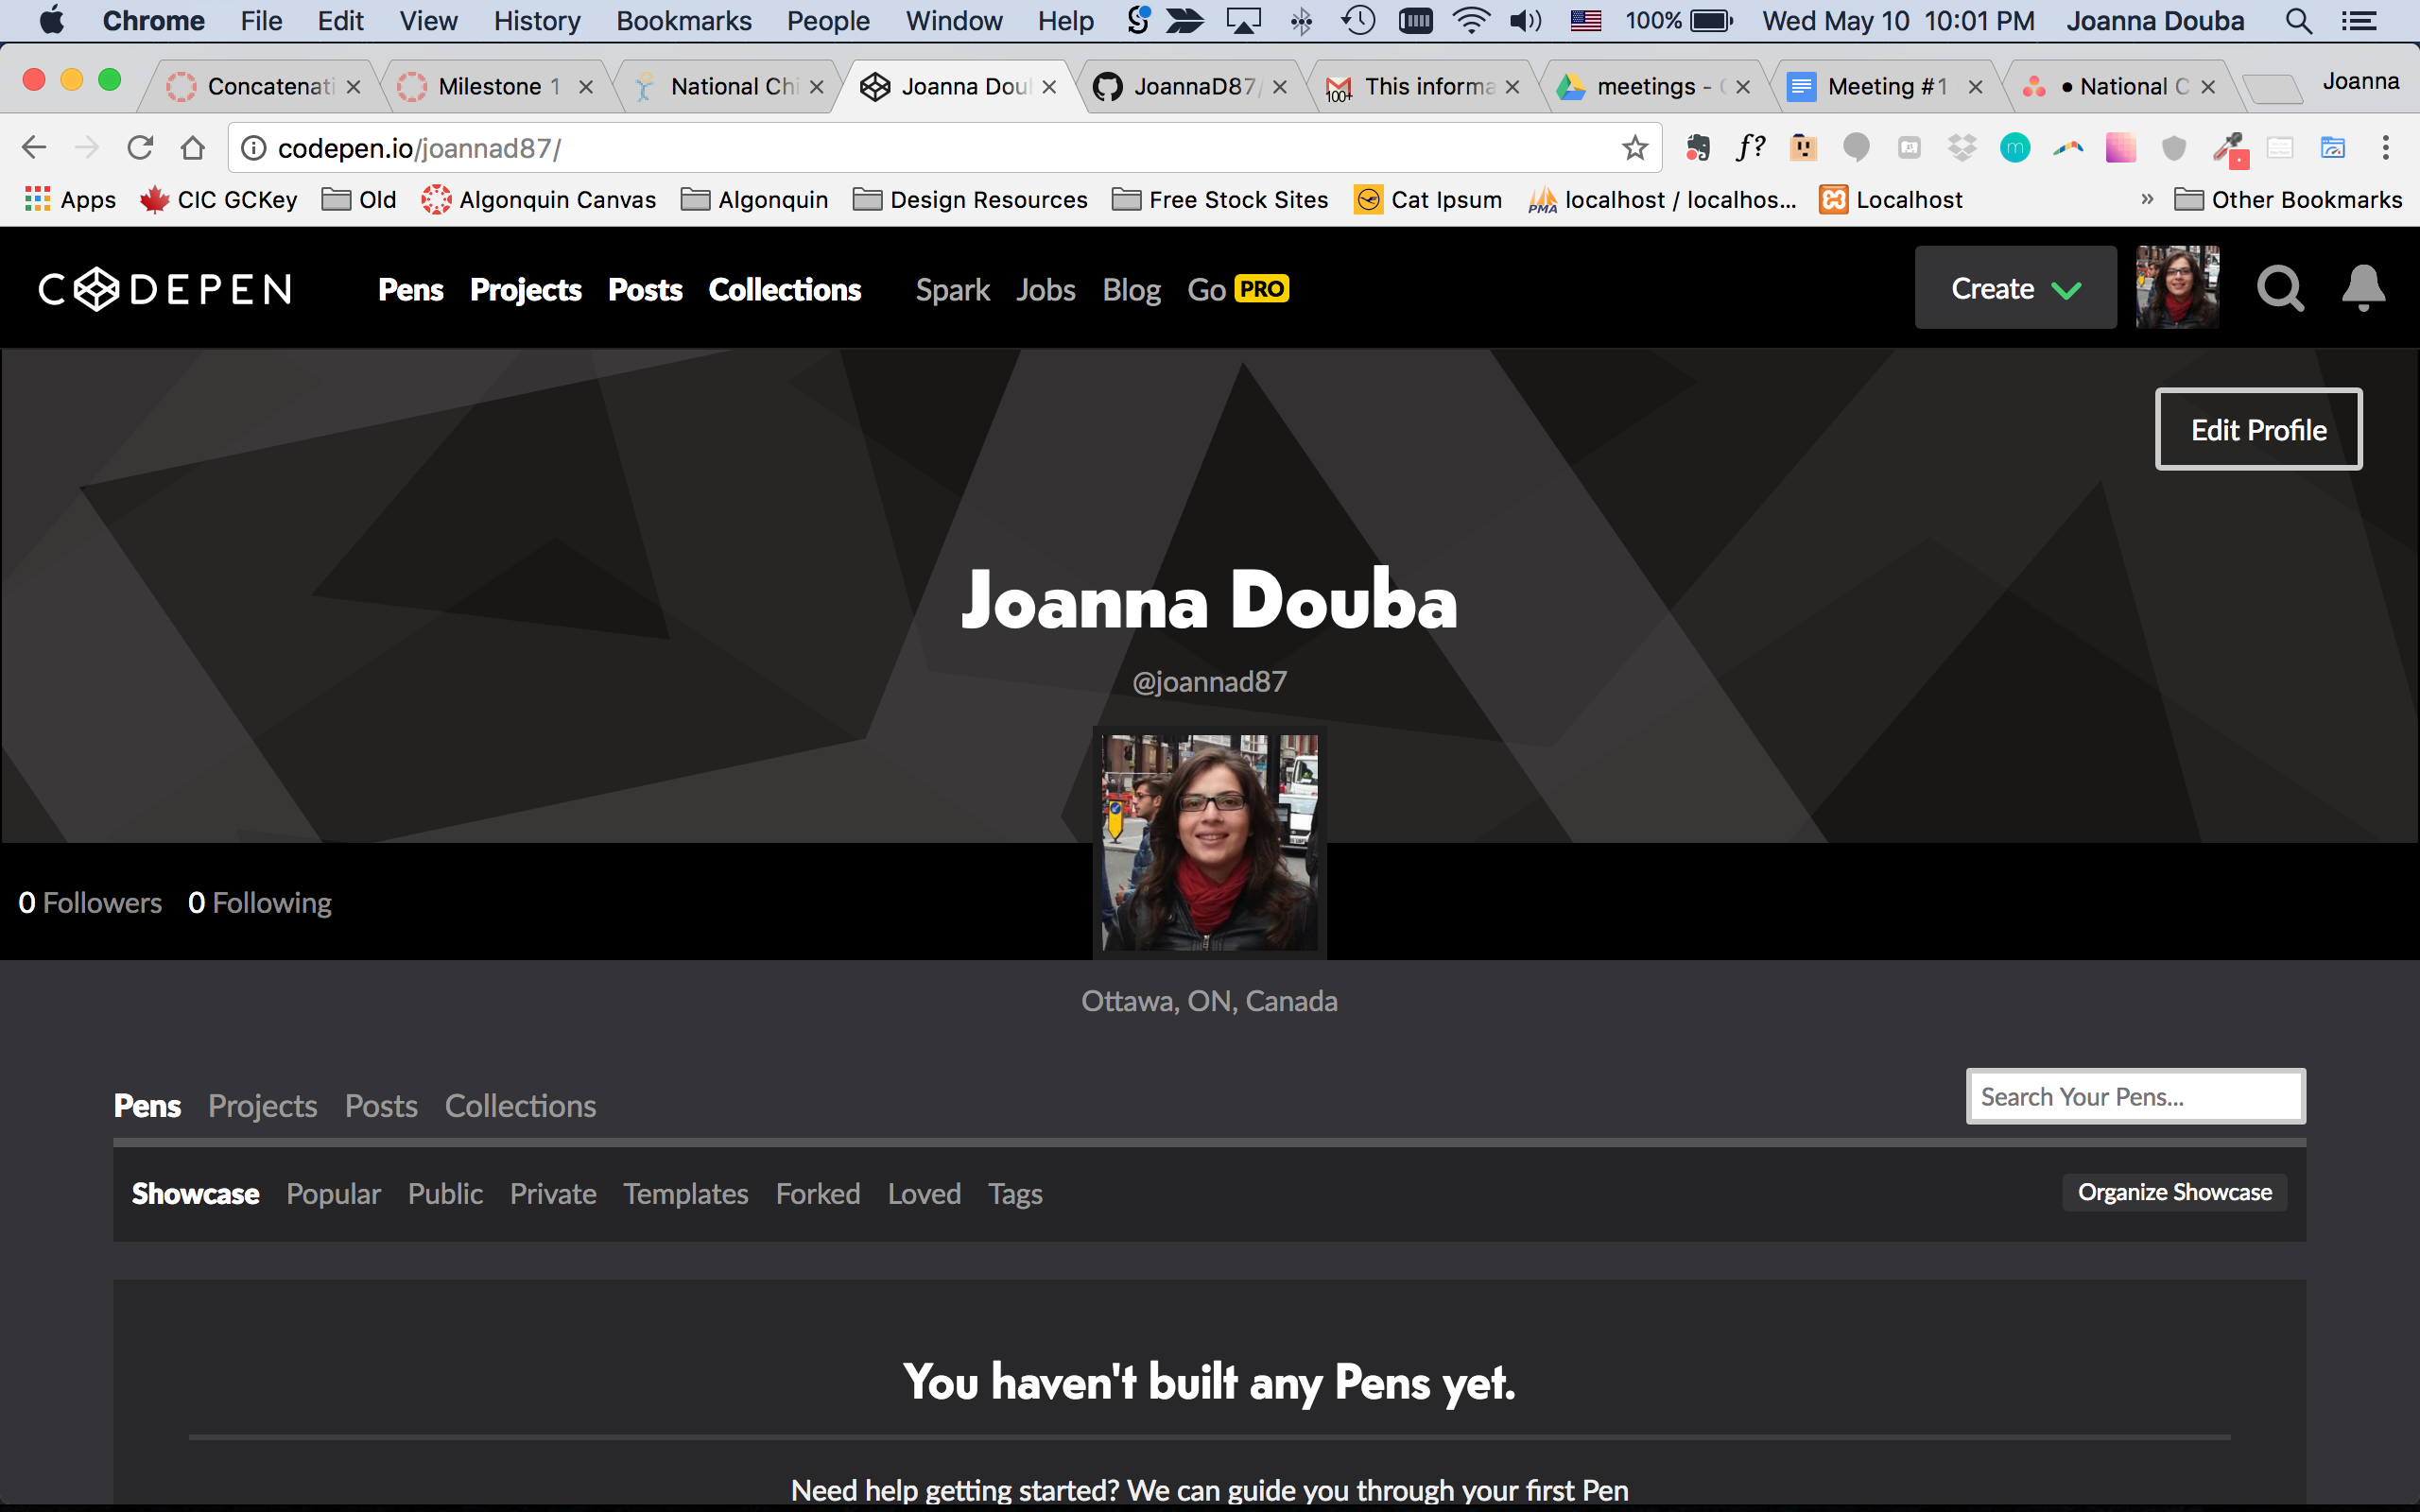 Chrome File Edit View History Bookmarks People Window Help 100% Wed May 10 10:01 PM Joanna Douba
Concatenati Milestone 1 National Chi Joanna Doul JoannaD87/ 100+ This informa meetings - Meeting #1 • National C Joanna
codepen.io/joannad87/ f? m
Apps CIC GCKey Old Algonquin Canvas Algonquin Design Resources Free Stock Sites Cat Ipsum PMA localhost / localhos... Localhost » Other Bookmarks
CODEPEN Pens Projects Posts Collections Spark Jobs Blog Go PRO Create
Edit Profile
Joanna Douba
@joannad87
0 Followers 0 Following
Ottawa, ON, Canada
Pens Projects Posts Collections Search Your Pens...
Showcase Popular Public Private Templates Forked Loved Tags Organize Showcase
You haven't built any Pens yet.
Need help getting started? We can guide you through your first Pen